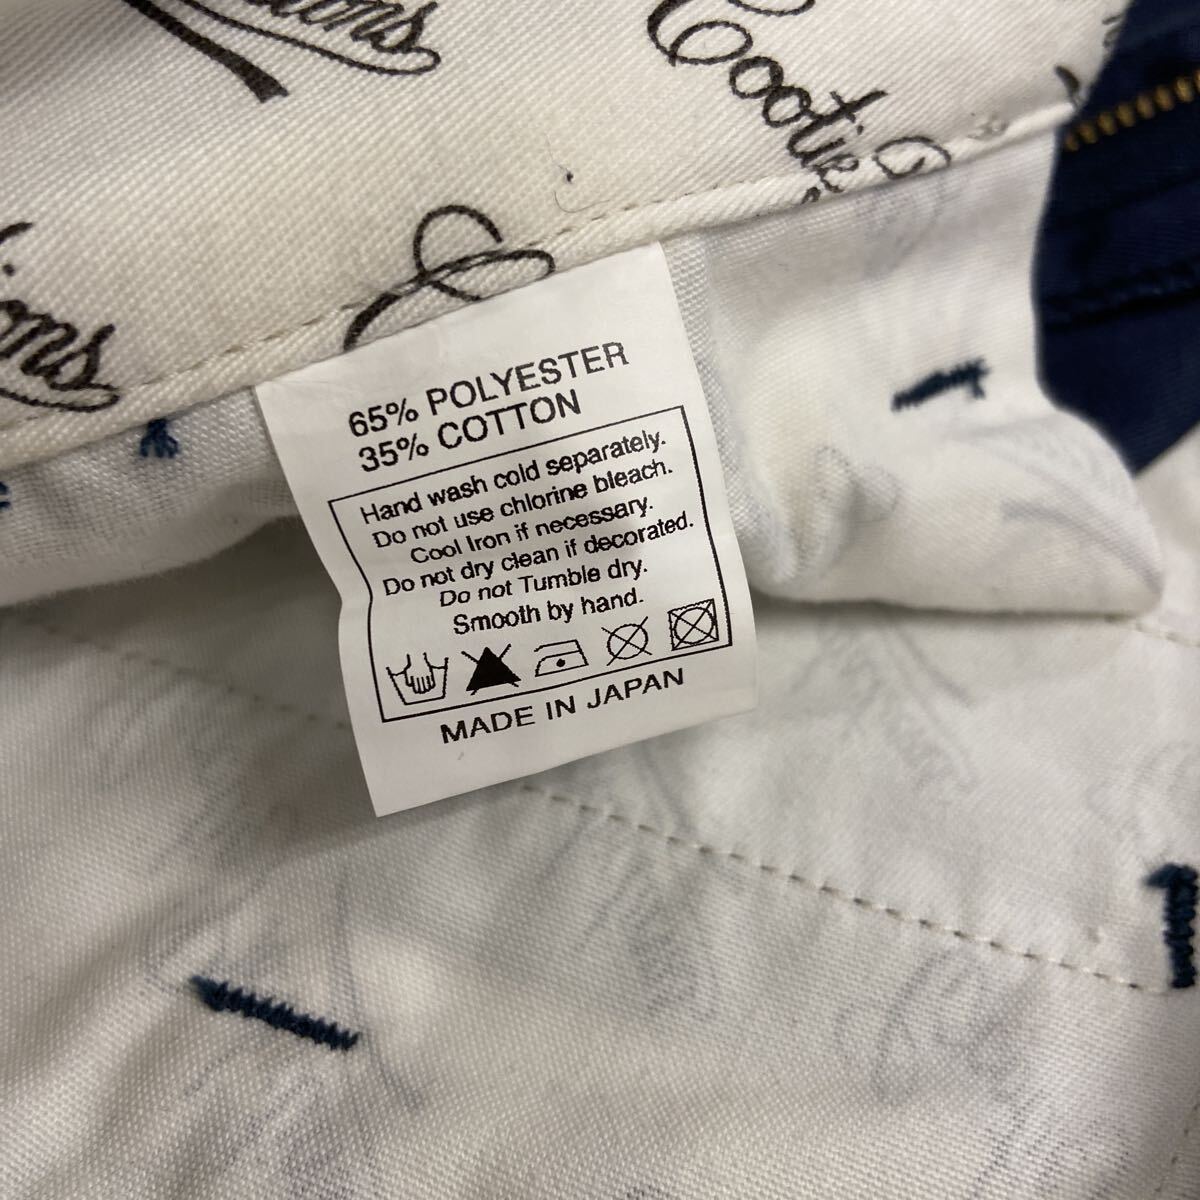 Cootie
65% POLYESTER
35% COTTON
Hand wash cold separately.
Do not use chlorine bleach.
Cool Iron if necessary.
Do not dry clean if decorated.
Do not Tumble dry.
Smooth by hand.
MADE IN JAPAN